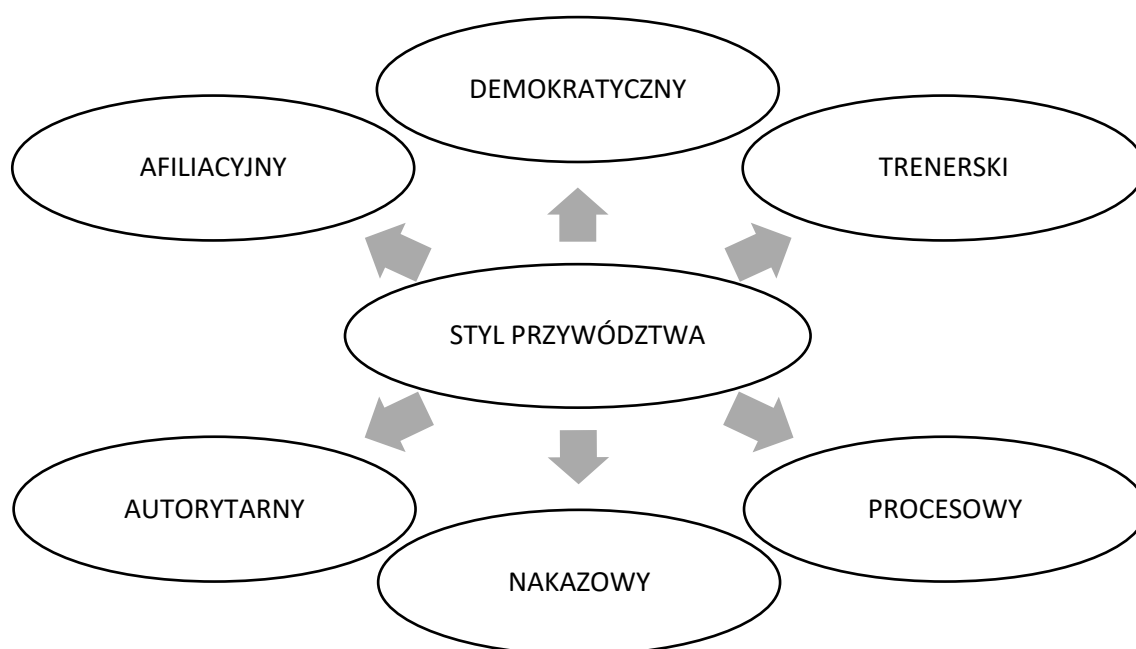 DEMOKRATYCZNY
AFILIACYJNY
TRENERSKI
STYL PRZYWÓDZTWA
AUTORYTARNY
PROCESOWY
NAKAZOWY